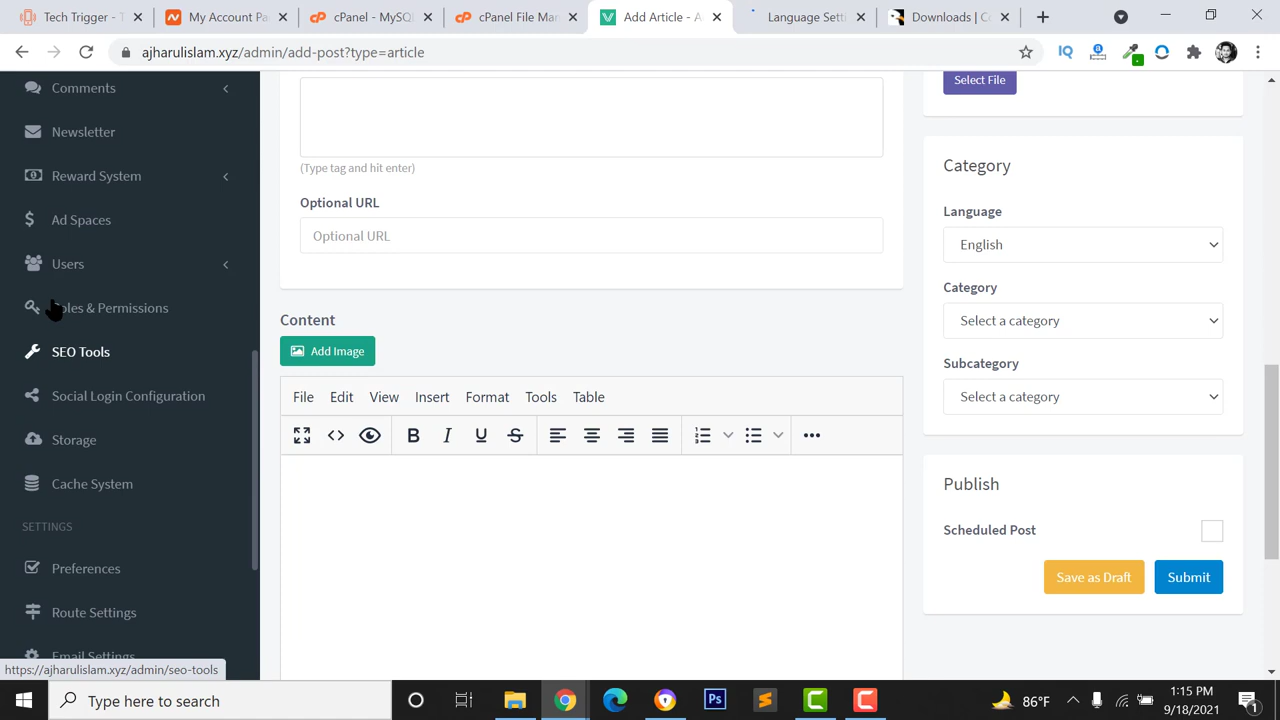 Tech Trigger - T
My Account Pa
cPanel - MySQL
cPanel File Man
Add Article - A
Language Sett
Downloads | Co
ajharulislam.xyz/admin/add-post?type=article
Comments
Newsletter
Reward System
Ad Spaces
Users
Roles & Permissions
SEO Tools
Social Login Configuration
Storage
Cache System
SETTINGS
Preferences
Route Settings
Email Settings
https://ajharulislam.xyz/admin/seo-tools
(Type tag and hit enter)
Optional URL
Optional URL
Content
Add Image
File Edit View Insert Format Tools Table
B I U S
Select File
Category
Language
English
Category
Select a category
Subcategory
Select a category
Publish
Scheduled Post
Save as Draft
Submit
Type here to search
Ps
86°F
1:15 PM
9/18/2021
1